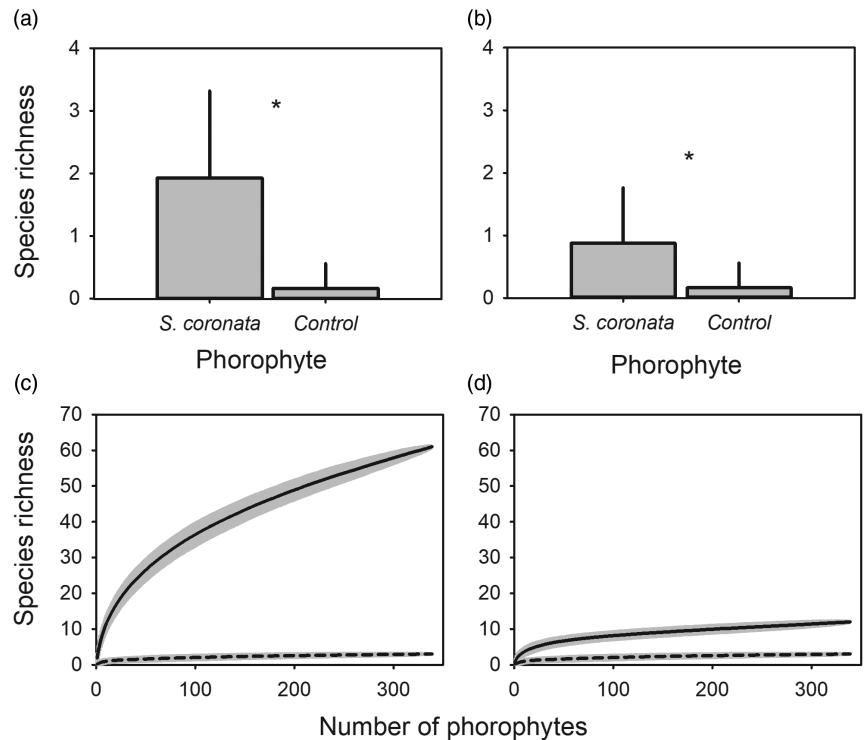 (a)
(b)
4
3
2
1
0
Species richness
*
S. coronata Control
Phorophyte
4
3
2
1
0
*
S. coronata Control
Phorophyte
(c)
(d)
70
60
50
40
30
20
10
0
Species richness
0 100 200 300
70
60
50
40
30
20
10
0
0 100 200 300
Number of phorophytes